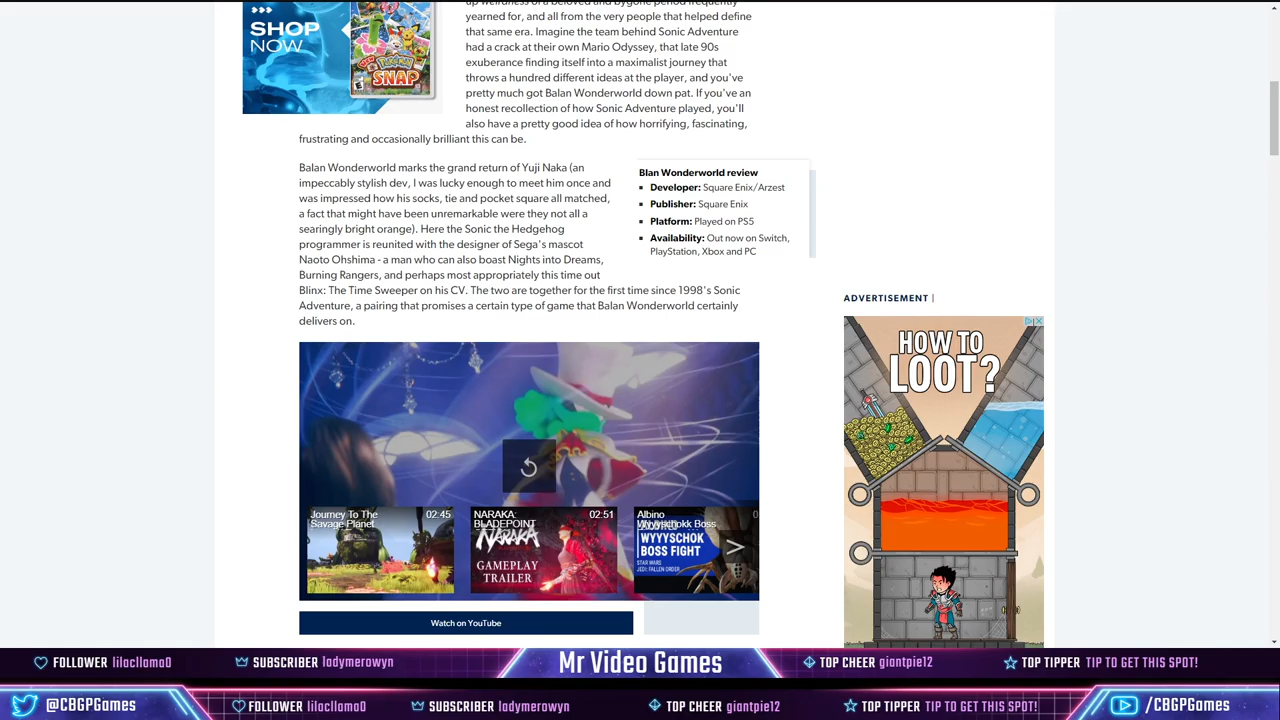 SHOP
NOW
POKEMON
SNAP
up weirdness of a beloved and bygone period frequently
yearned for, and all from the very people that helped define
that same era. Imagine the team behind Sonic Adventure
had a crack at their own Mario Odyssey, that late 90s
exuberance finding itself into a maximalist journey that
throws a hundred different ideas at the player, and you've
pretty much got Balan Wonderworld down pat. If you've an
honest recollection of how Sonic Adventure played, you'll
also have a pretty good idea of how horrifying, fascinating,
frustrating and occasionally brilliant this can be.
Balan Wonderworld marks the grand return of Yuji Naka (an
impeccably stylish dev, I was lucky enough to meet him once and
was impressed how his socks, tie and pocket square all matched,
a fact that might have been unremarkable were they not all a
searingly bright orange). Here the Sonic the Hedgehog
programmer is reunited with the designer of Sega's mascot
Naoto Ohshima - a man who can also boast Nights into Dreams,
Burning Rangers, and perhaps most appropriately this time out
Blinx: The Time Sweeper on his CV. The two are together for the first time since 1998's Sonic
Adventure, a pairing that promises a certain type of game that Balan Wonderworld certainly
delivers on.
Blan Wonderworld review
Developer: Square Enix/Arzest
Publisher: Square Enix
Platform: Played on PS5
Availability: Out now on Switch,
PlayStation, Xbox and PC
ADVERTISEMENT |
HOW TO
LOOT?
Journey To The
Savage Planet
02:45
NARAKA:
BLADEPOINT
02:51
NARAKA
GAMEPLAY
TRAILER
Albino
Wyyyschokk Boss
0
WYYYSCHOK
BOSS FIGHT
STAR WARS
JEDI: FALLEN ORDER
Watch on YouTube
FOLLOWER lilacllama0
SUBSCRIBER ladymerowyn
Mr Video Games
TOP CHEER giantpie12
TOP TIPPER TIP TO GET THIS SPOT!
@CBGPGames
FOLLOWER lilacllama0
SUBSCRIBER ladymerowyn
TOP CHEER giantpie12
TOP TIPPER TIP TO GET THIS SPOT!
/CBGPGames